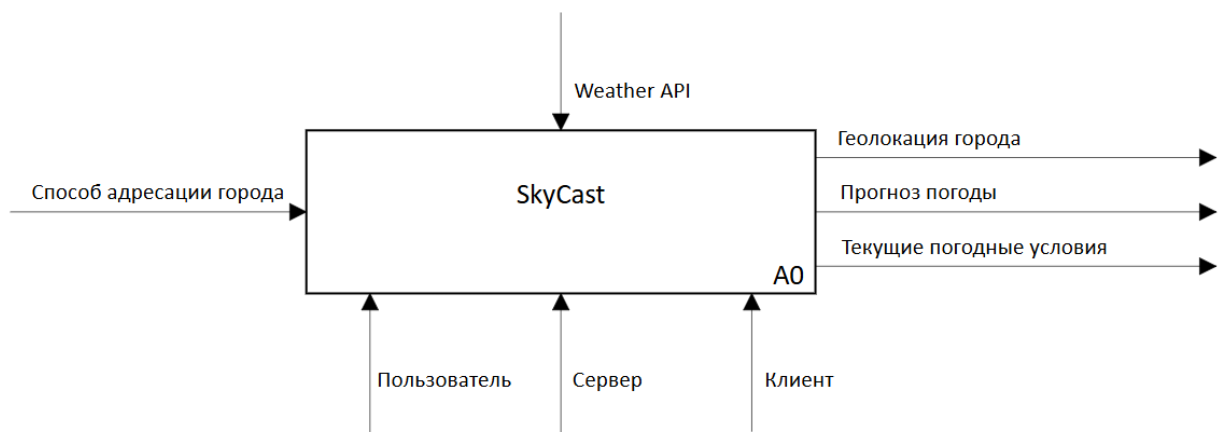 Weather API
Геолокация города
Способ адресации города
SkyCast
Прогноз погоды
Текущие погодные условия
A0
Пользователь
Сервер
Клиент